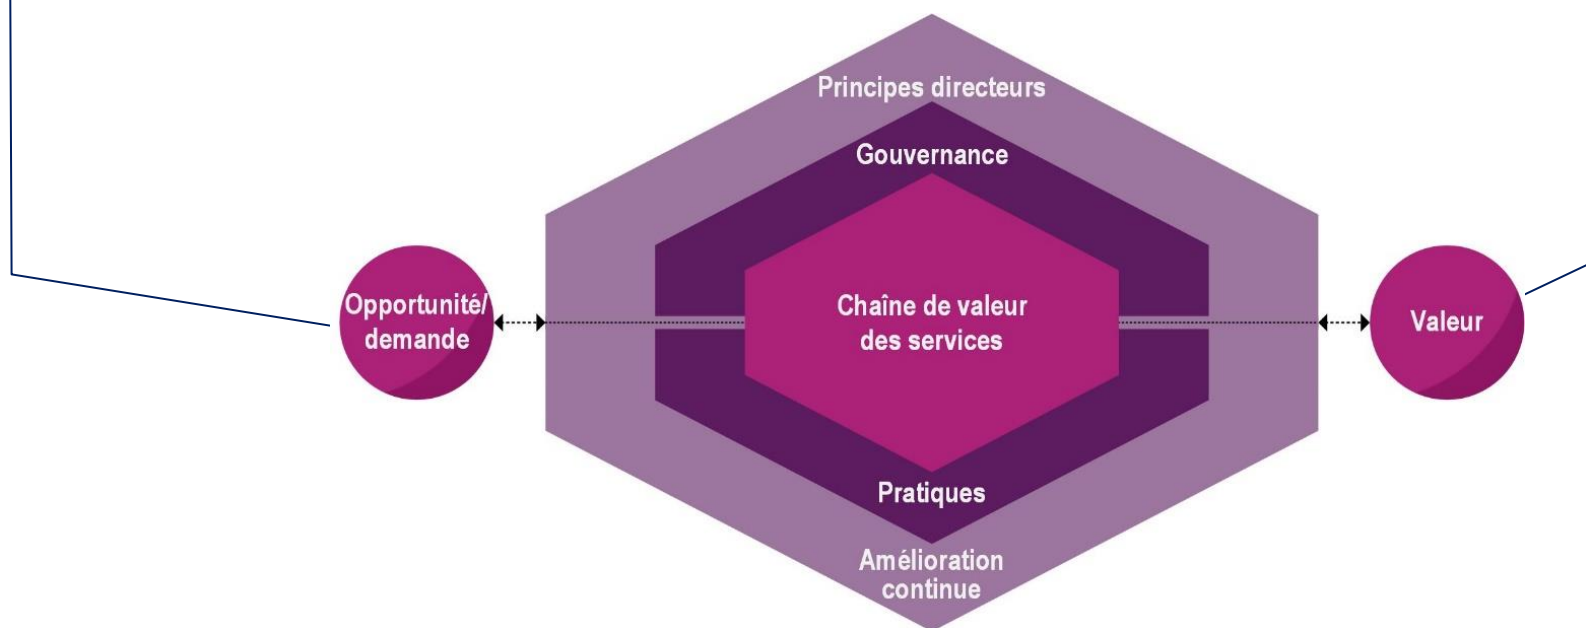 Principes directeurs
Gouvernance
Opportunité/
demande
Chaîne de valeur
des services
Valeur
Pratiques
Amélioration
continue